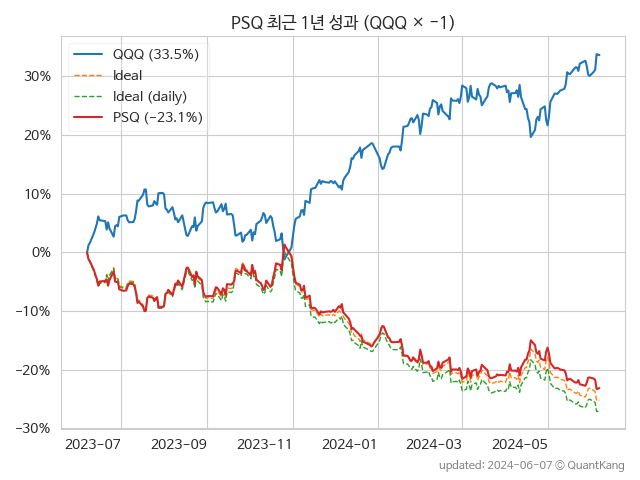 PSQ 최근 1년 성과 (QQQ × −1)
QQQ (33.5%)
Ideal
Ideal (daily)
PSQ (−23.1%)
30%
20%
10%
0%
−10%
−20%
−30%
2023-07 2023-09 2023-11 2024-01 2024-03 2024-05
updated: 2024-06-07 ⓒ QuantKang